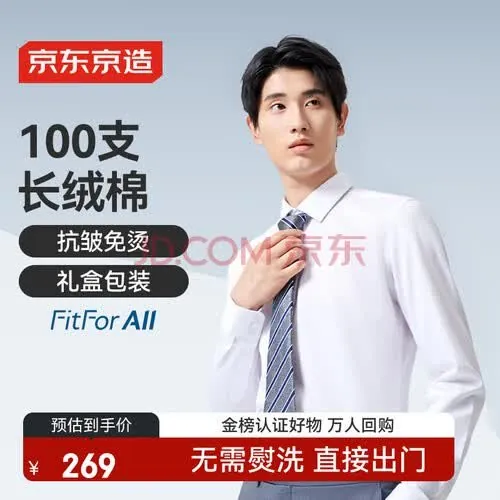 京东京造
100支
长绒棉
抗皱免烫
礼盒包装
FitFor All
JD.COM 京东
预估到手价
金榜认证好物 万人回购
¥ 269
无需熨洗 直接出门